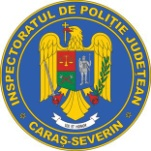 INSPECTORATUL DE POLIȚIE JUDEȚEAN
CARAȘ-SEVERIN